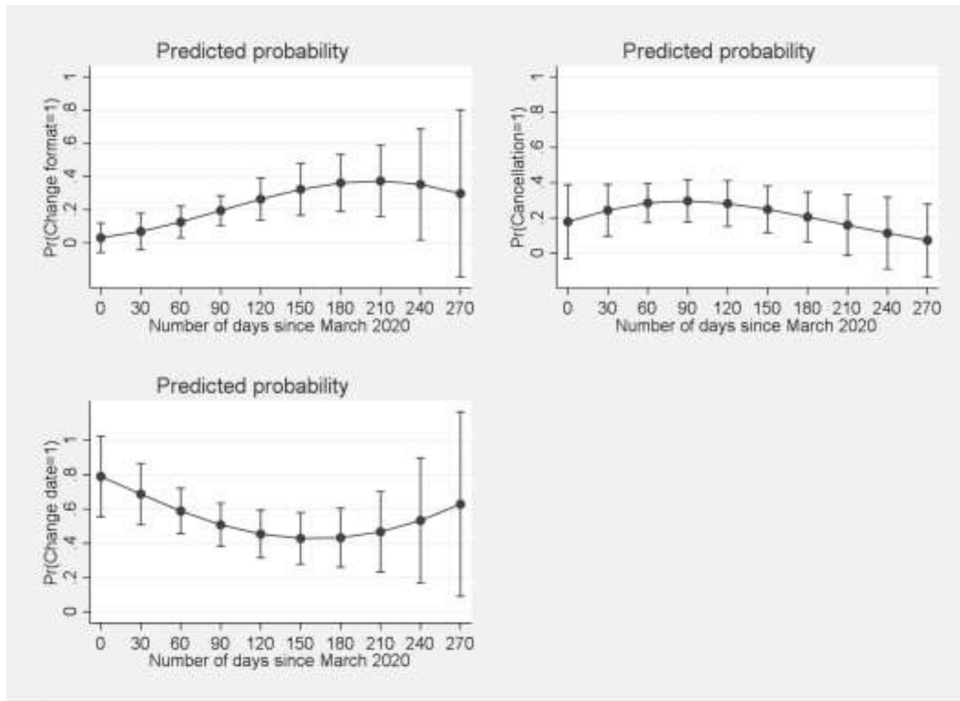 Predicted probability
Pr(Change format=1)
1
.8
.6
.4
.2
0
0 30 60 90 120 150 180 210 240 270
Number of days since March 2020
Predicted probability
Pr(Cancellation=1)
1
.8
.6
.4
.2
0
0 30 60 90 120 150 180 210 240 270
Number of days since March 2020
Predicted probability
Pr(Change date=1)
1
.8
.6
.4
.2
0
0 30 60 90 120 150 180 210 240 270
Number of days since March 2020